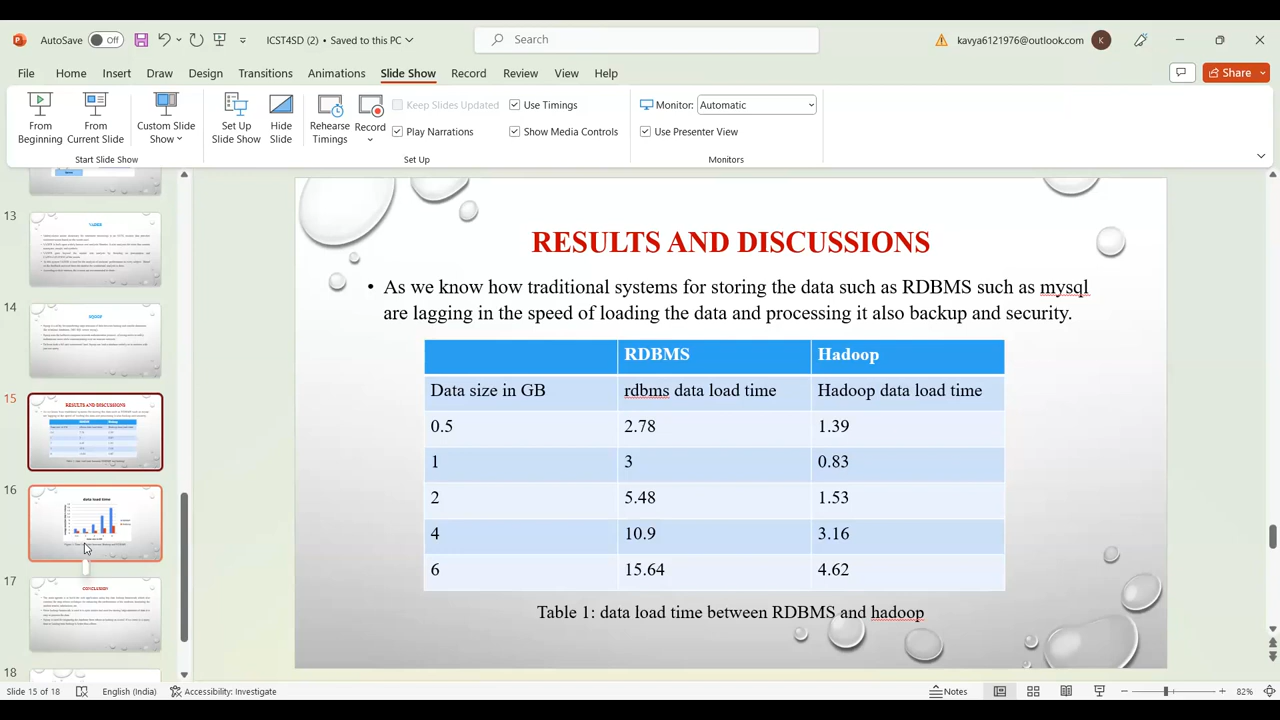 AutoSave Off ICST4SD (2) • Saved to this PC Search kavya6121976@outlook.com K
File Home Insert Draw Design Transitions Animations Slide Show Record Review View Help Share
From Beginning
From Current Slide
Custom Slide Show
Set Up Slide Show
Hide Slide
Rehearse Timings
Record
Keep Slides Updated
Use Timings
Play Narrations
Show Media Controls
Monitor: Automatic
Use Presenter View
Start Slide Show Set Up Monitors
13
14
15
RESULTS AND DISCUSSIONS
16
data load time
17
CONCLUSION
18
RESULTS AND DISCUSSIONS
• As we know how traditional systems for storing the data such as RDBMS such as mysql
are lagging in the speed of loading the data and processing it also backup and security.
RDBMS Hadoop
Data size in GB rdbms data load time Hadoop data load time
0.5 2.78 1.39
1 3 0.83
2 5.48 1.53
4 10.9 3.16
6 15.64 4.62
Table 1: data load time between RDBMS and hadoop
Slide 15 of 18 English (India) Accessibility: Investigate Notes 82%